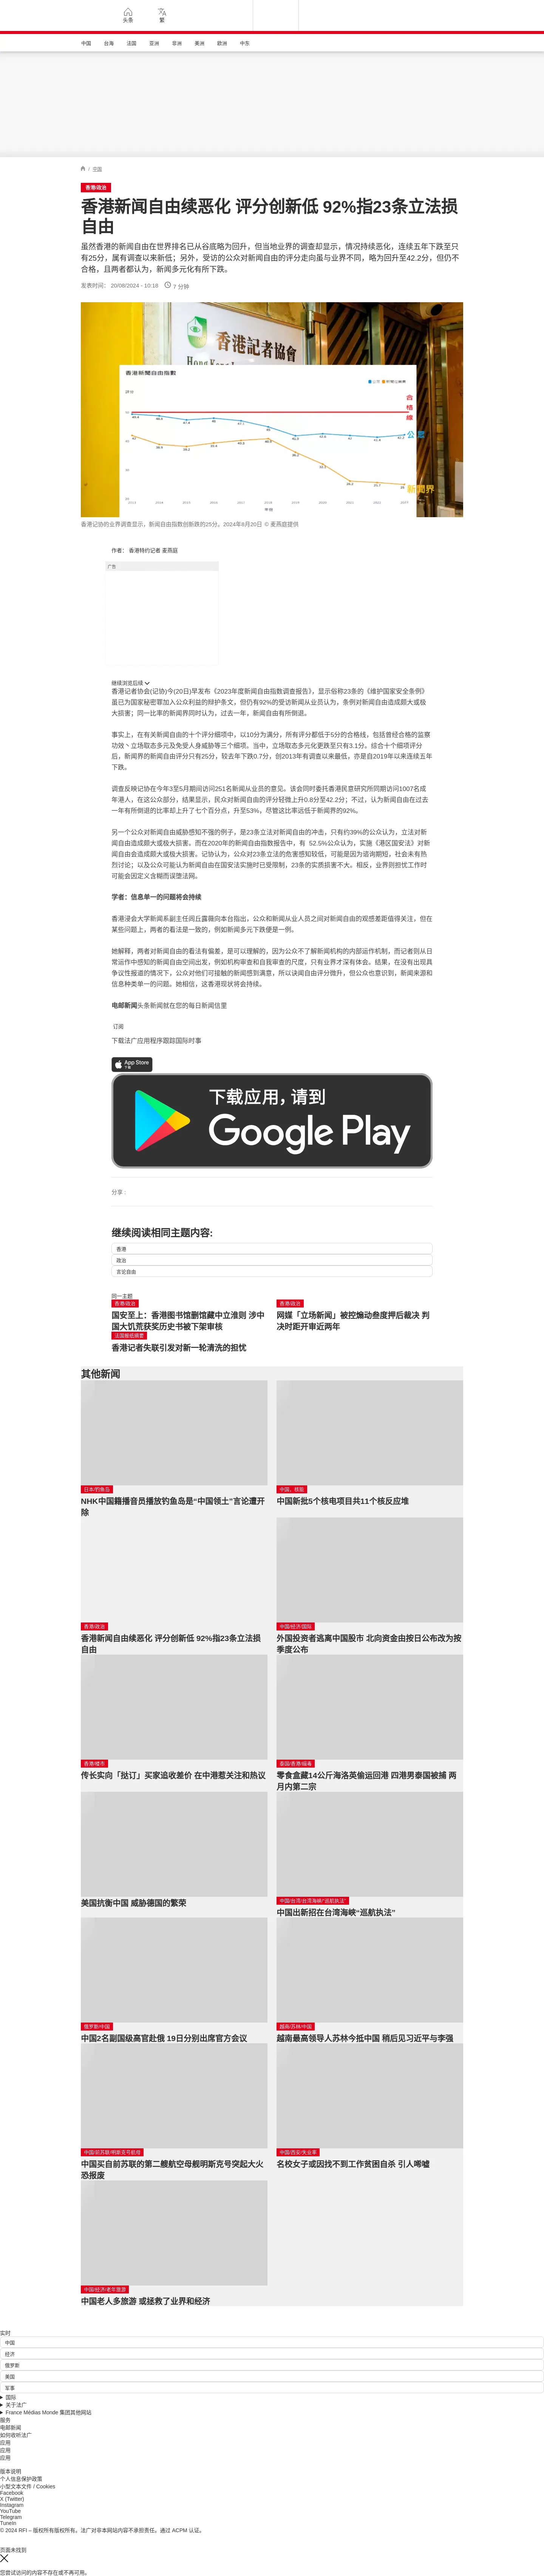 头条
繁
中国
台海
法国
亚洲
非洲
美洲
欧洲
中东
/ 中国
香港/政治
香港新闻自由续恶化 评分创新低 92%指23条立法损
自由
虽然香港的新闻自由在世界排名已从谷底略为回升，但当地业界的调查却显示，情况持续恶化，连续五年下跌至只
有25分，属有调查以来新低；另外，受访的公众对新闻自由的评分走向虽与业界不同，略为回升至42.2分，但仍不
合格，且两者都认为，新闻多元化有所下跌。
发表时间： 20/08/2024 - 10:18
7 分钟
香港記者協會
香港新聞自由指數
合格線
公眾
新聞界
香港记协的业界调查显示，新闻自由指数创新跌的25分。2024年8月20日 © 麦燕庭提供
作者： 香港特约记者 麦燕庭
广告
继续浏览后续
香港记者协会(记协)今(20日)早发布《2023年度新闻自由指数调查报告》，显示俗称23条的《维护国家安全条例》
虽已为国家秘密罪加入公众利益的辩护条文，但仍有92%的受访新闻从业员认为，条例对新闻自由造成颇大或极
大损害；同一比率的新闻界同时认为，过去一年，新闻自由有所倒退。
事实上，在有关新闻自由的十个评分细项中，以10分为满分，所有评分都低于5分的合格线，包括曾经合格的监察
功效丶立场取态多元及免受人身威胁等三个细项。当中，立场取态多元化更跌至只有3.1分。综合十个细项评分
后，新闻界的新闻自由评分只有25分，较去年下跌0.7分，创2013年有调查以来最低，亦是自2019年以来连续五年
下跌。
调查反映记协在今年3至5月期间访问251名新闻从业员的意见。该会同时委托香港民意研究所同期访问1007名成
年港人，在这公众部分，结果显示，民众对新闻自由的评分轻微上升0.8分至42.2分；不过，认为新闻自由在过去
一年有所倒退的比率却上升了七个百分点，升至53%，尽管这比率远低于新闻界的92%。
另一个公众对新闻自由威胁感知不强的例子，是23条立法对新闻自由的冲击，只有约39%的公众认为，立法对新
闻自由造成颇大或极大损害。而在2020年的新闻自由指数报告中，有 52.5%公众认为，实施《港区国安法》对新
闻自由会造成颇大或极大损害。记协认为，公众对23条立法的危害感知较低，可能是因为谘询期短，社会未有热
烈讨论；以及公众可能认为新闻自由在国安法实施时已受限制，23条的实质损害不大。相反，业界则担忧工作时
可能会因定义含糊而误堕法网。
学者：信息单一的问题将会持续
香港浸会大学新闻系副主任闾丘露薇向本台指出，公众和新闻从业人员之间对新闻自由的观感差距值得关注，但在
某些问题上，两者的看法是一致的，例如新闻多元下跌便是一例。
她解释，两者对新闻自由的看法有偏差，是可以理解的，因为公众不了解新闻机构的内部运作机制，而记者则从日
常运作中感知的新闻自由空间出发，例如机构审查和自我审查的尺度，只有业界才深有体会。结果，在没有出现具
争议性报道的情况下，公众对他们可接触的新闻感到满意，所以诀闻自由评分微升，但公众也意识到，新闻来源和
信息种类单一的问题。她相信，这香港现状将会持续。
电邮新闻头条新闻就在您的每日新闻信里
订阅
下载法广应用程序跟踪国际时事
App Store
下载应用，请到
Google Play
分享 :
继续阅读相同主题内容:
香港
政治
言论自由
同一主题
香港/政治
国安至上：香港图书馆删馆藏中立淮则 涉中
国大饥荒获奖历史书被下架审核
香港/政治
网媒「立场新闻」被控煽动叁度押后裁决 判
决时距开审近两年
法国报纸摘要
香港记者失联引发对新一轮清洗的担忧
其他新闻
日本/钓鱼岛
NHK中国籍播音员播放钓鱼岛是“中国领土”言论遭开
除
中国、核能
中国新批5个核电项目共11个核反应堆
香港/政治
香港新闻自由续恶化 评分创新低 92%指23条立法损
自由
中国/经济/国际
外国投资者逃离中国股市 北向资金由按日公布改为按
季度公布
香港/楼市
传长实向「挞订」买家追收差价 在中港惹关注和热议
泰国/香港/缉毒
零食盒藏14公斤海洛英偷运回港 四港男泰国被捕 两
月内第二宗
美国抗衡中国 威胁德国的繁荣
中国/台湾/台湾海峡/“巡航执法”
中国出新招在台湾海峡“巡航执法”
俄罗斯/中国
中国2名副国级高官赴俄 19日分别出席官方会议
越南/苏林/中国
越南最高领导人苏林今抵中国 稍后见习近平与李强
中国/前苏联/明斯克号航母
中国买自前苏联的第二艘航空母舰明斯克号突起大火
恐报废
中国/西安/失业率
名校女子或因找不到工作贫困自杀 引人唏嘘
中国/经济/老年旅游
中国老人多旅游 或拯救了业界和经济
实时
中国
经济
俄罗斯
美国
军事
国际
关于法广
France Médias Monde 集团其他网站
服务
电邮新闻
如何收听法广
应用
应用
应用
版本说明
个人信息保护政策
小型文本文件 / Cookies
Facebook
X (Twitter)
Instagram
YouTube
Telegram
TuneIn
© 2024 RFI – 版权所有版权所有。法广对非本网站内容不承担责任。通过 ACPM 认证。
页面未找到
您尝试访问的内容不存在或不再可用。